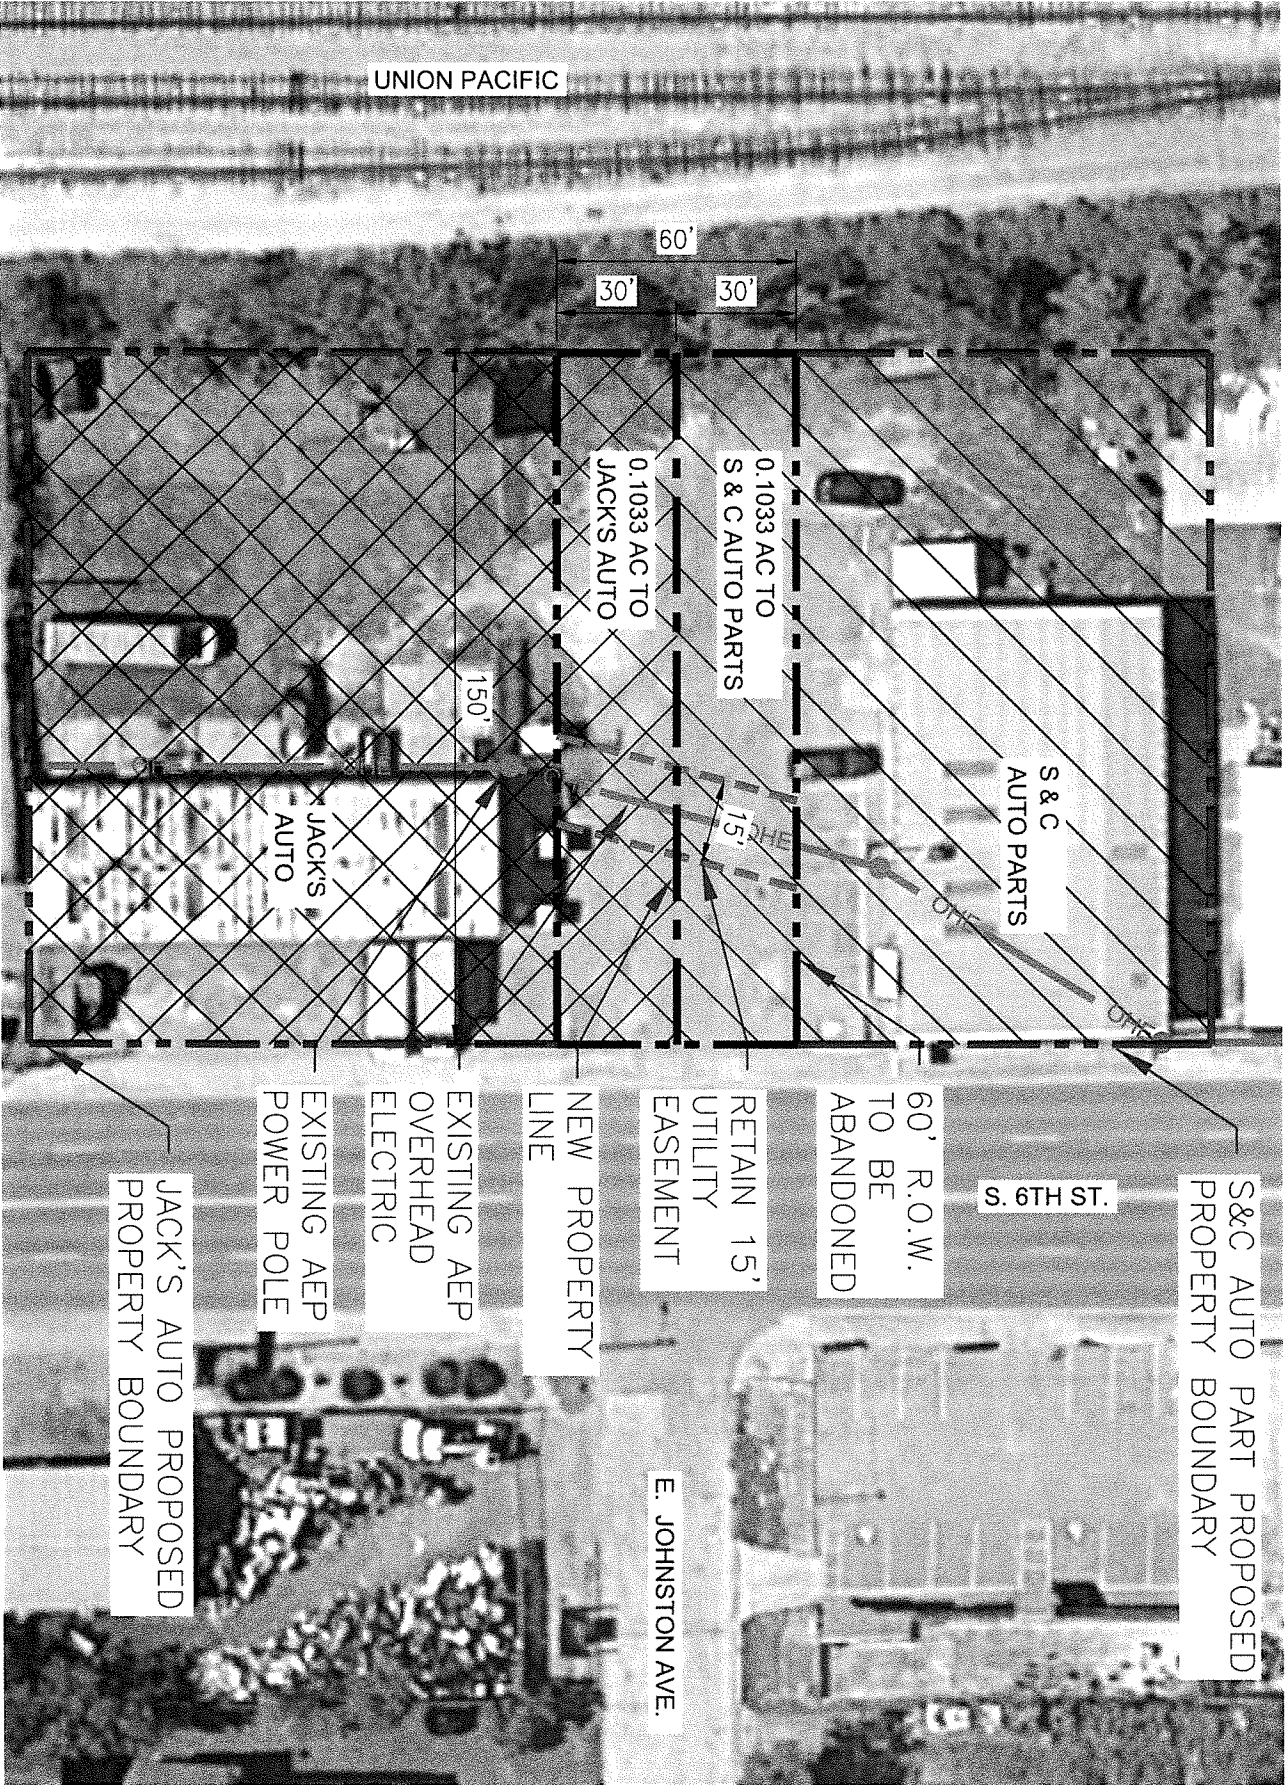 UNION PACIFIC
60'
30'
30'
0.1033 AC TO
S & C AUTO PARTS
0.1033 AC TO
JACK'S AUTO
150'
15'
OHE
OHE
OHE
S & C
AUTO PARTS
JACK'S
AUTO
S&C AUTO PART PROPOSED
PROPERTY BOUNDARY
S. 6TH ST.
60' R.O.W.
TO BE
ABANDONED
RETAIN 15'
UTILITY
EASEMENT
NEW PROPERTY
LINE
EXISTING AEP
OVERHEAD
ELECTRIC
EXISTING AEP
POWER POLE
JACK'S AUTO PROPOSED
PROPERTY BOUNDARY
E. JOHNSTON AVE.